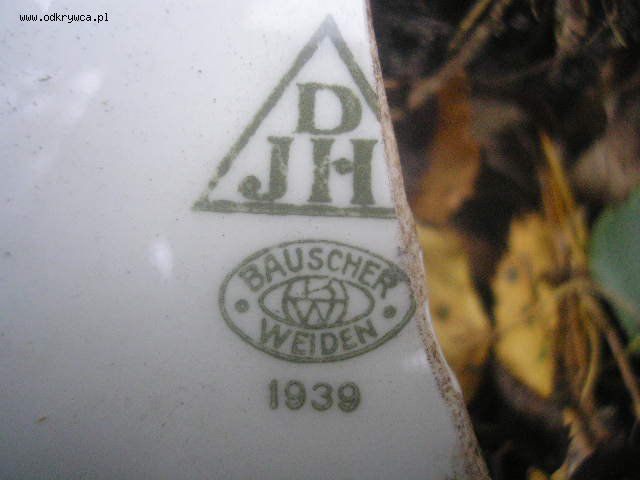 www.odkrywca.pl
D
JH
BAUSCHER
WEIDEN
1939